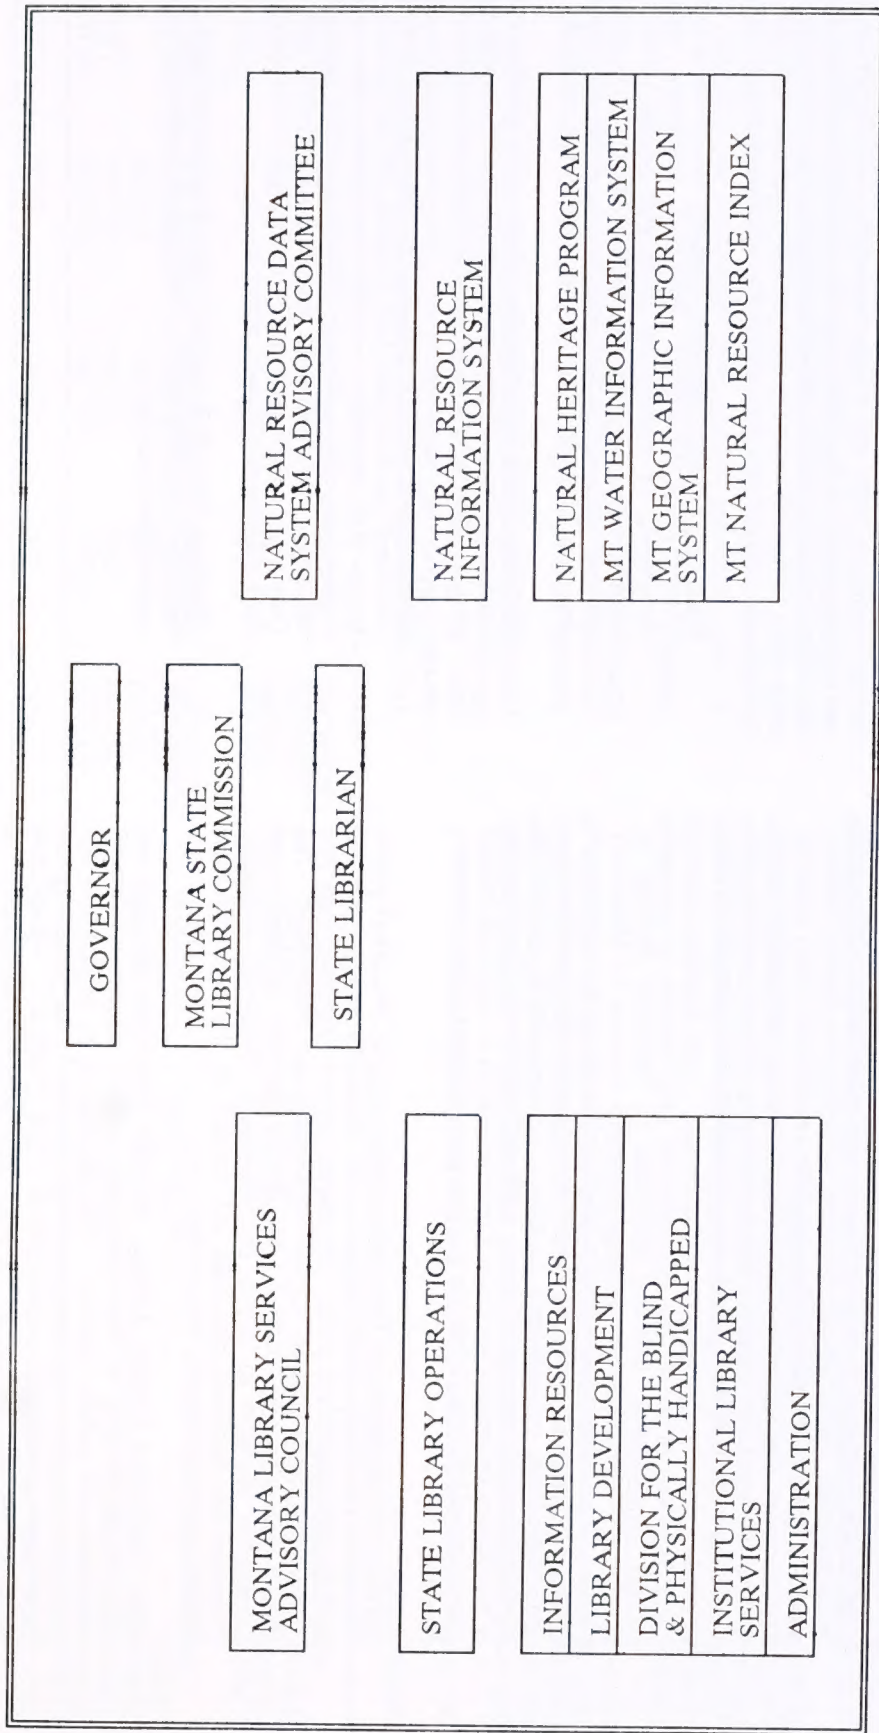 GOVERNOR
MONTANA STATE
LIBRARY COMMISSION
STATE LIBRARIAN
MONTANA LIBRARY SERVICES
ADVISORY COUNCIL
STATE LIBRARY OPERATIONS
INFORMATION RESOURCES
LIBRARY DEVELOPMENT
DIVISION FOR THE BLIND
& PHYSICALLY HANDICAPPED
INSTITUTIONAL LIBRARY
SERVICES
ADMINISTRATION
NATURAL RESOURCE DATA
SYSTEM ADVISORY COMMITTEE
NATURAL RESOURCE
INFORMATION SYSTEM
NATURAL HERITAGE PROGRAM
MT WATER INFORMATION SYSTEM
MT GEOGRAPHIC INFORMATION
SYSTEM
MT NATURAL RESOURCE INDEX